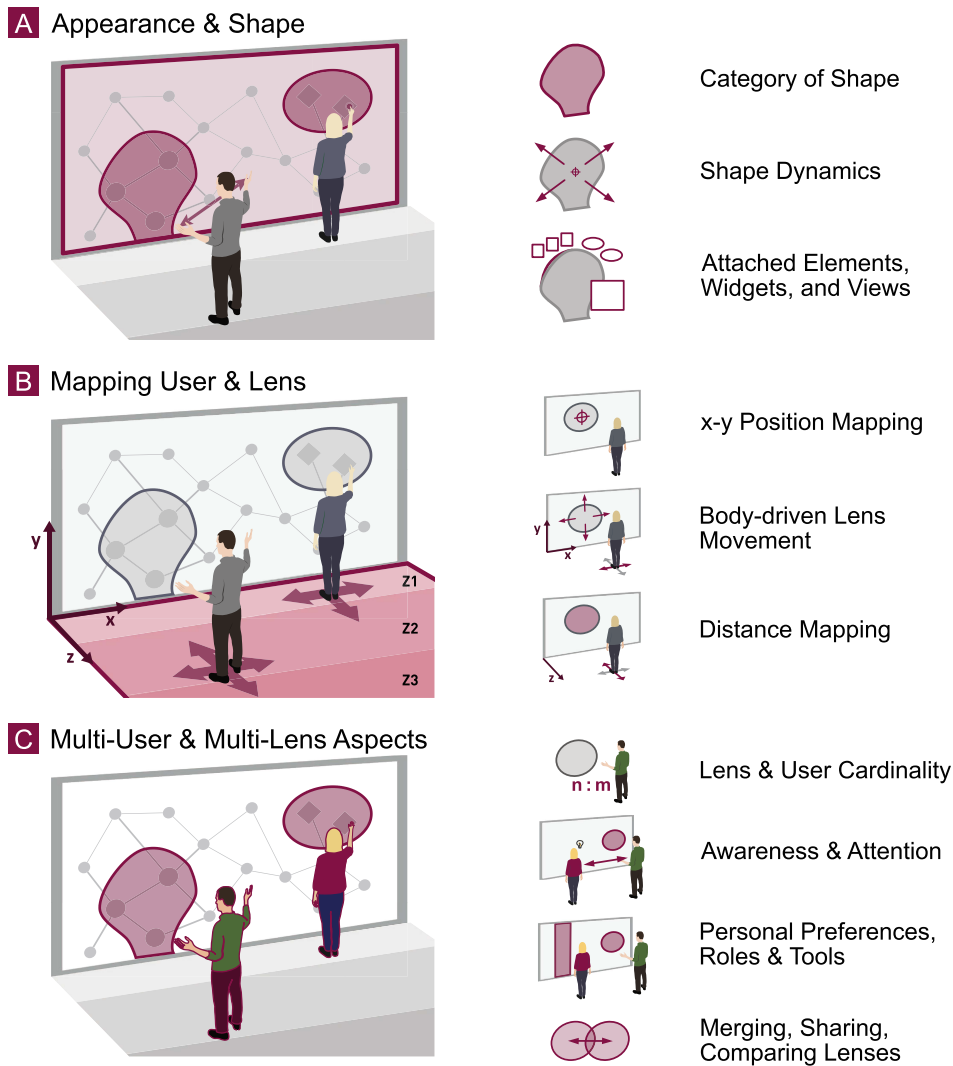 A Appearance & Shape
Category of Shape
Shape Dynamics
Attached Elements,
Widgets, and Views
B Mapping User & Lens
y
x
z
Z1
Z2
Z3
x-y Position Mapping
y
x
Body-driven Lens
Movement
z
Distance Mapping
C Multi-User & Multi-Lens Aspects
n : m
Lens & User Cardinality
Awareness & Attention
Personal Preferences,
Roles & Tools
Merging, Sharing,
Comparing Lenses